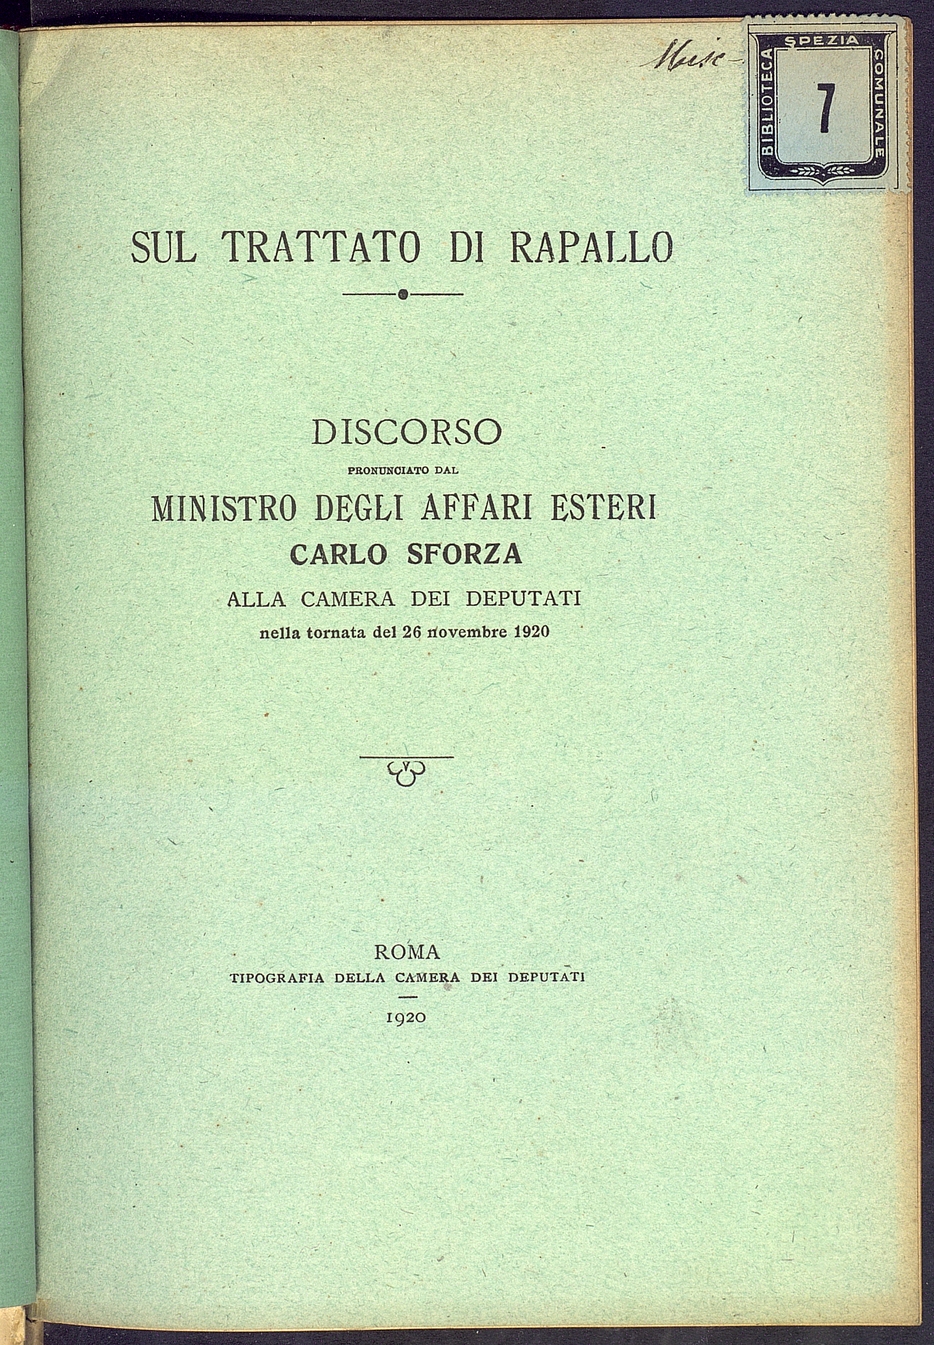 Misc-
BIBLIOTECA SPEZIA COMUNALE
7
SUL TRATTATO DI RAPALLO
DISCORSO
PRONUNCIATO DAL
MINISTRO DEGLI AFFARI ESTERI
CARLO SFORZA
ALLA CAMERA DEI DEPUTATI
nella tornata del 26 novembre 1920
ROMA
TIPOGRAFIA DELLA CAMERA DEI DEPUTATI
1920